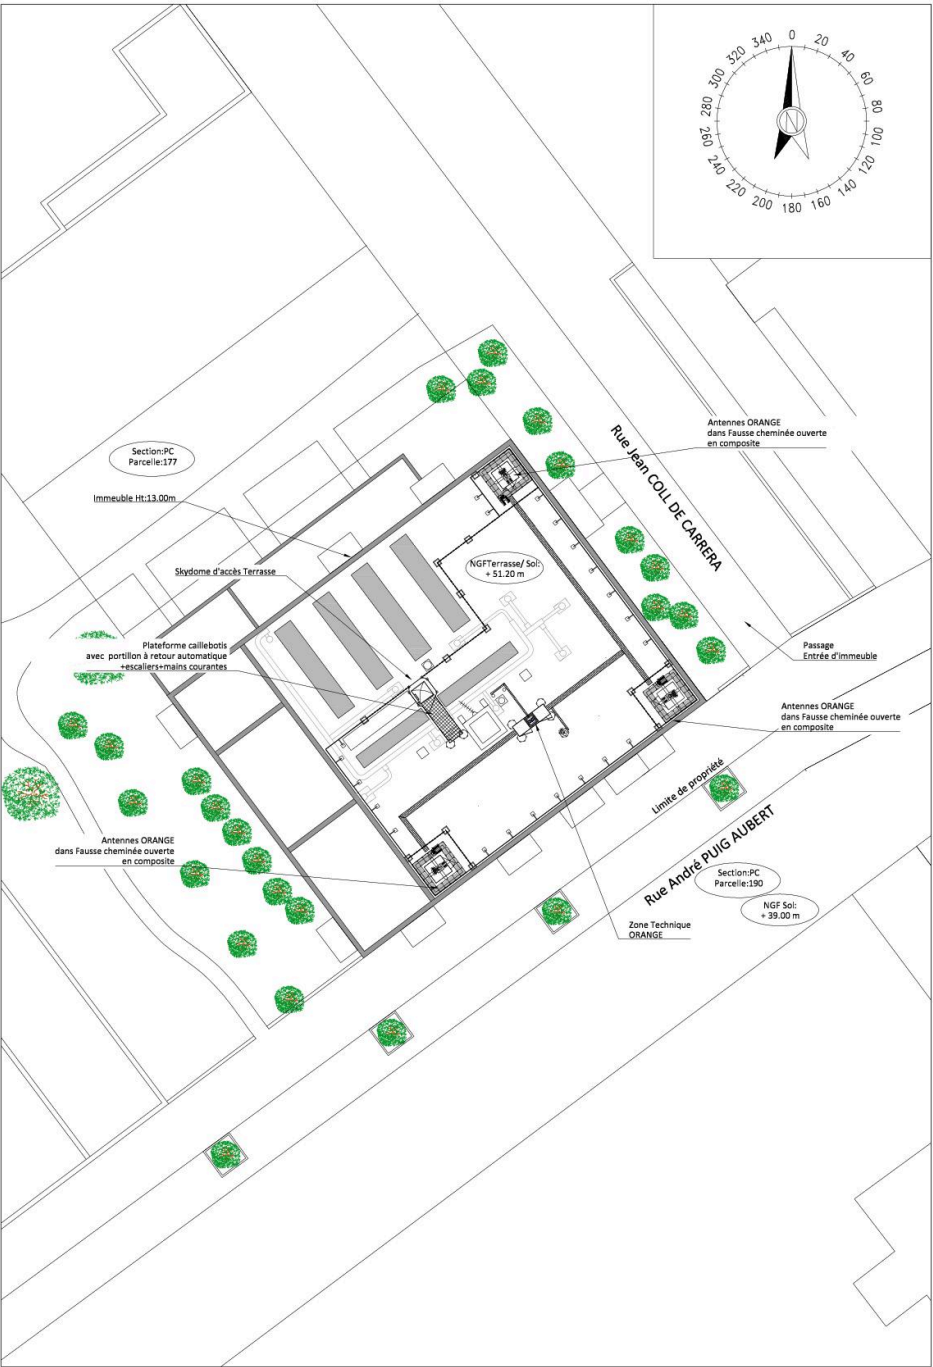 0
20
40
60
80
100
120
140
160
180
200
220
240
260
280
300
320
340
N
Antennes ORANGE
dans Fausse cheminée ouverte
en composite
Rue Jean COLL DE CARRERA
Section:PC
Parcelle:177
Immeuble Ht:13.00m
NGFTerrasse/ Sol:
+ 51.20 m
Skydome d'accès Terrasse
Plateforme caillebotis
avec portillon à retour automatique
+escaliers+mains courantes
Passage
Entrée d'immeuble
Antennes ORANGE
dans Fausse cheminée ouverte
en composite
Limite de propriété
Antennes ORANGE
dans Fausse cheminée ouverte
en composite
Rue André PUIG AUBERT
Section:PC
Parcelle:190
NGF Sol:
+ 39.00 m
Zone Technique
ORANGE